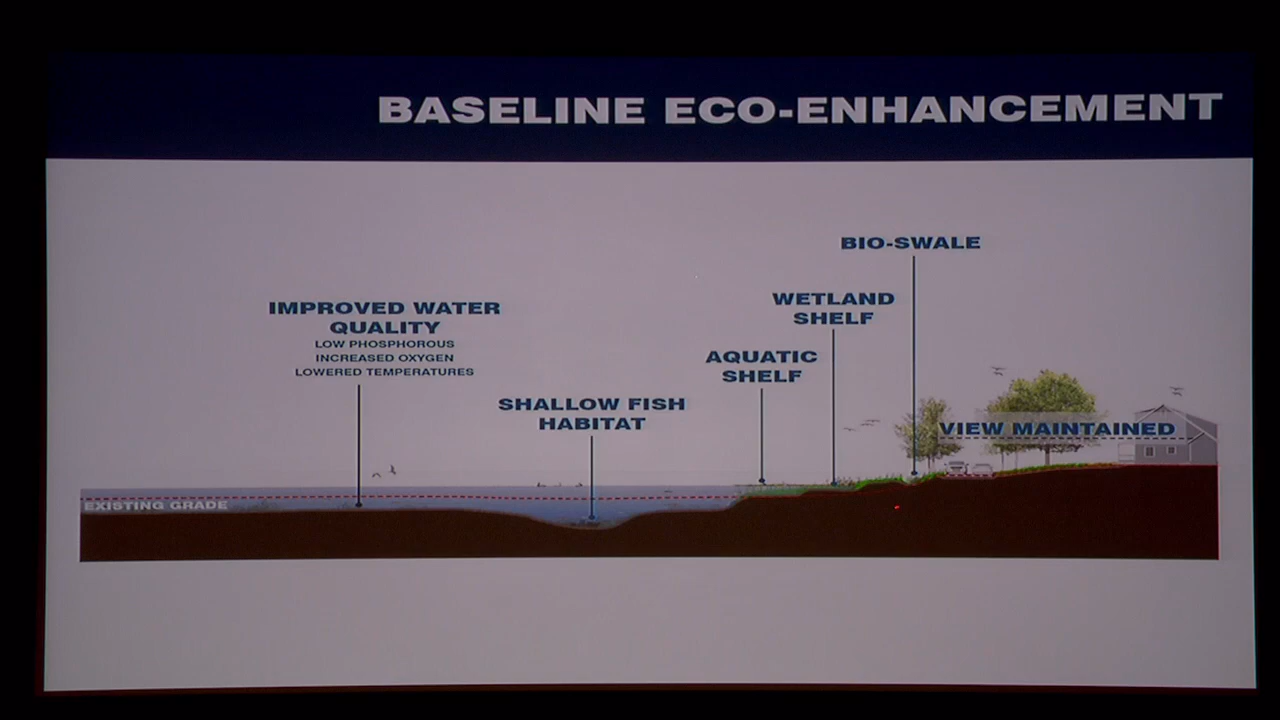 BASELINE ECO-ENHANCEMENT
BIO-SWALE
WETLAND
SHELF
IMPROVED WATER
QUALITY
LOW PHOSPHOROUS
INCREASED OXYGEN
LOWERED TEMPERATURES
AQUATIC
SHELF
SHALLOW FISH
HABITAT
VIEW MAINTAINED
EXISTING GRADE